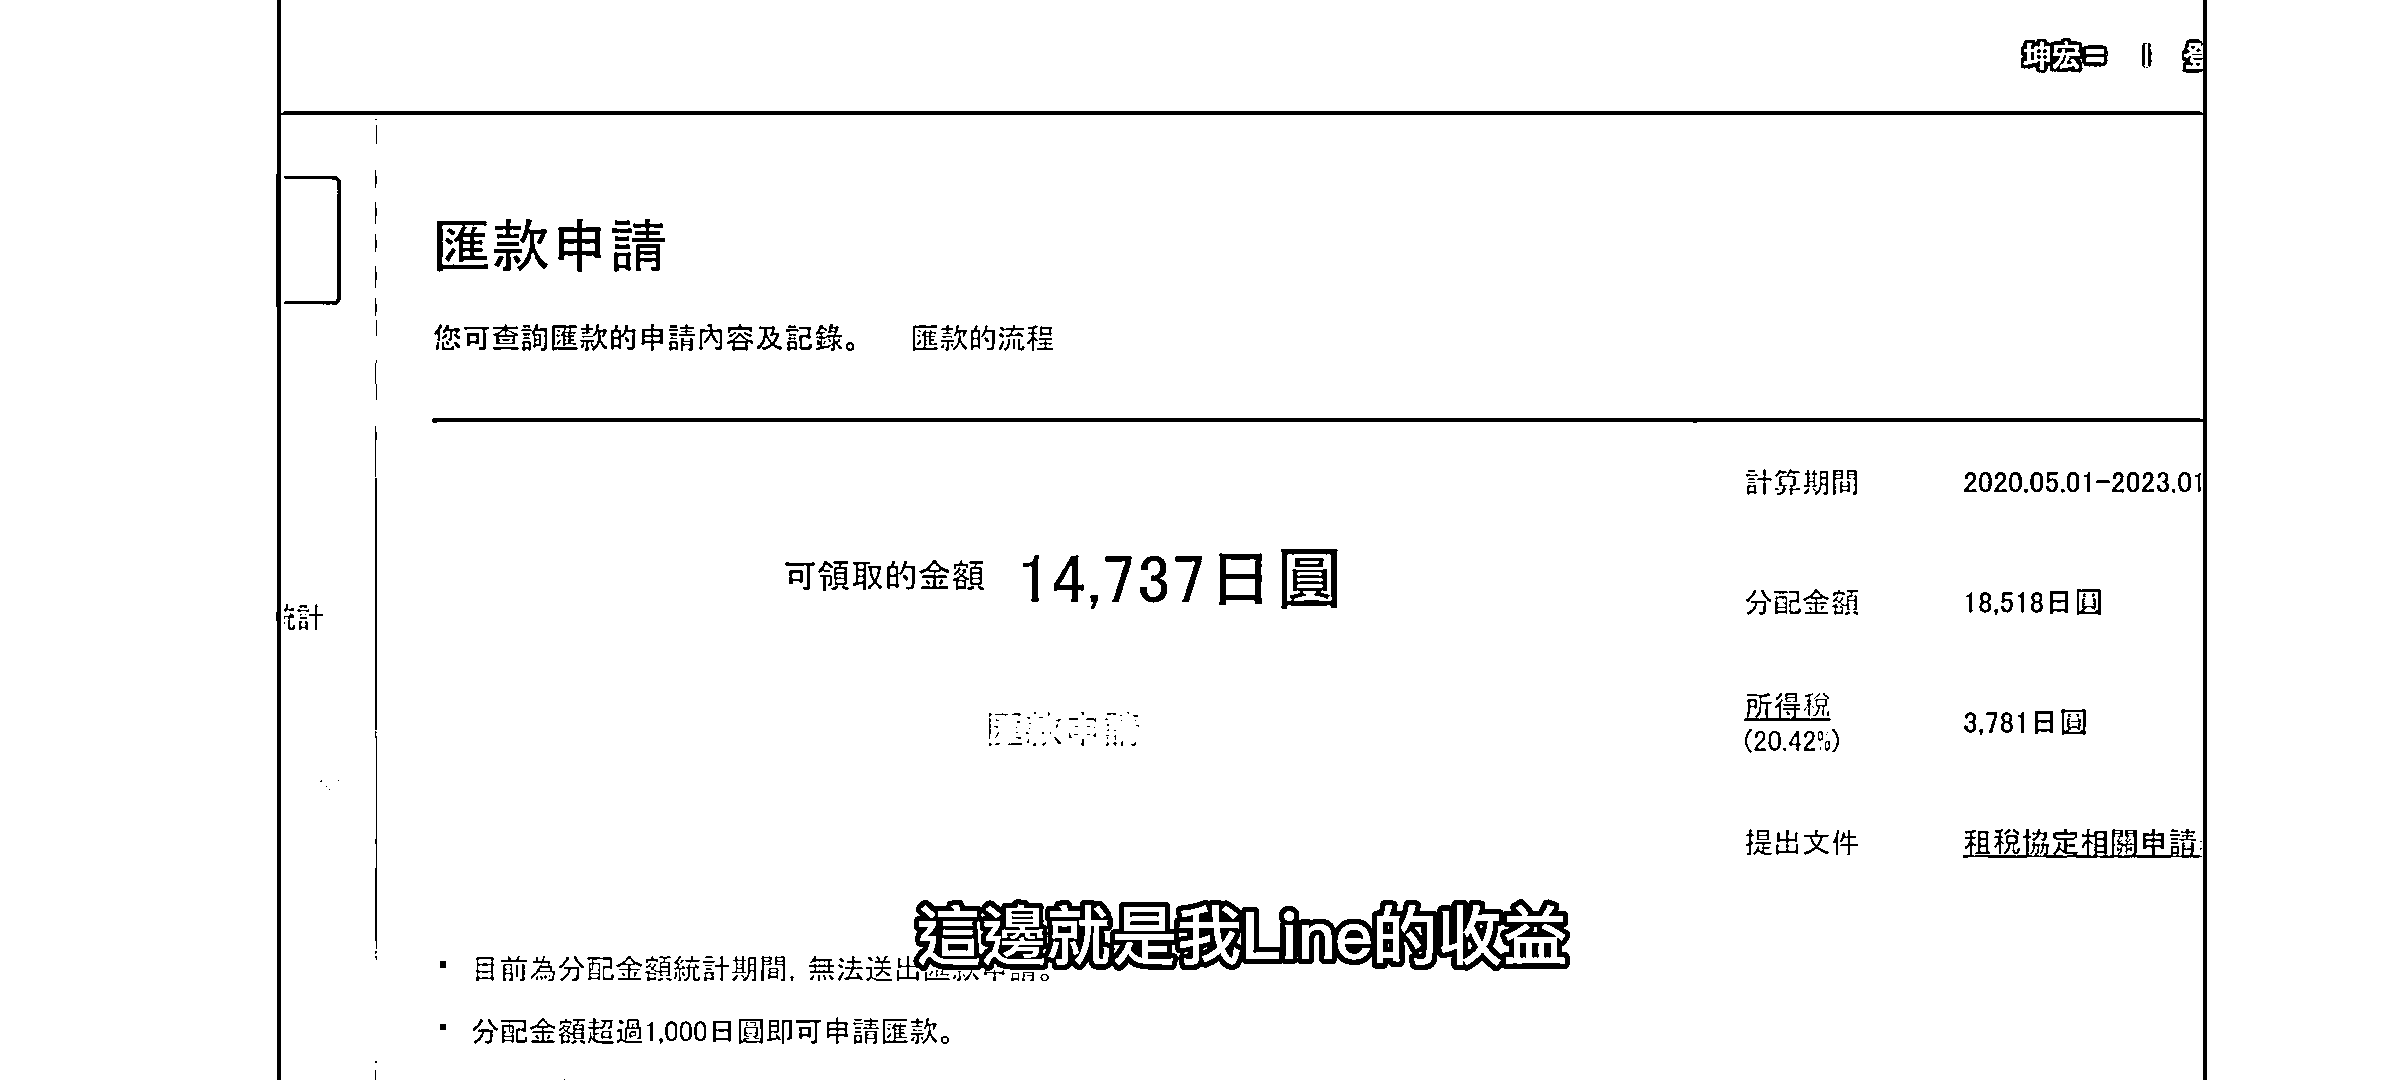 坤宏二 |
匯款申請
您可查詢匯款的申請內容及記錄。 匯款的流程
計算期間 2020.05.01-2023.01
可領取的金額 14,737日圓
分配金額 18,518日圓
統計
所得稅
(20.42%) 3,781日圓
匯款申請
提出文件 租稅協定相關申請
這邊就是我Line的收益
▪ 目前為分配金額統計期間, 無法送出匯款申請。
▪ 分配金額超過1,000日圓即可申請匯款。